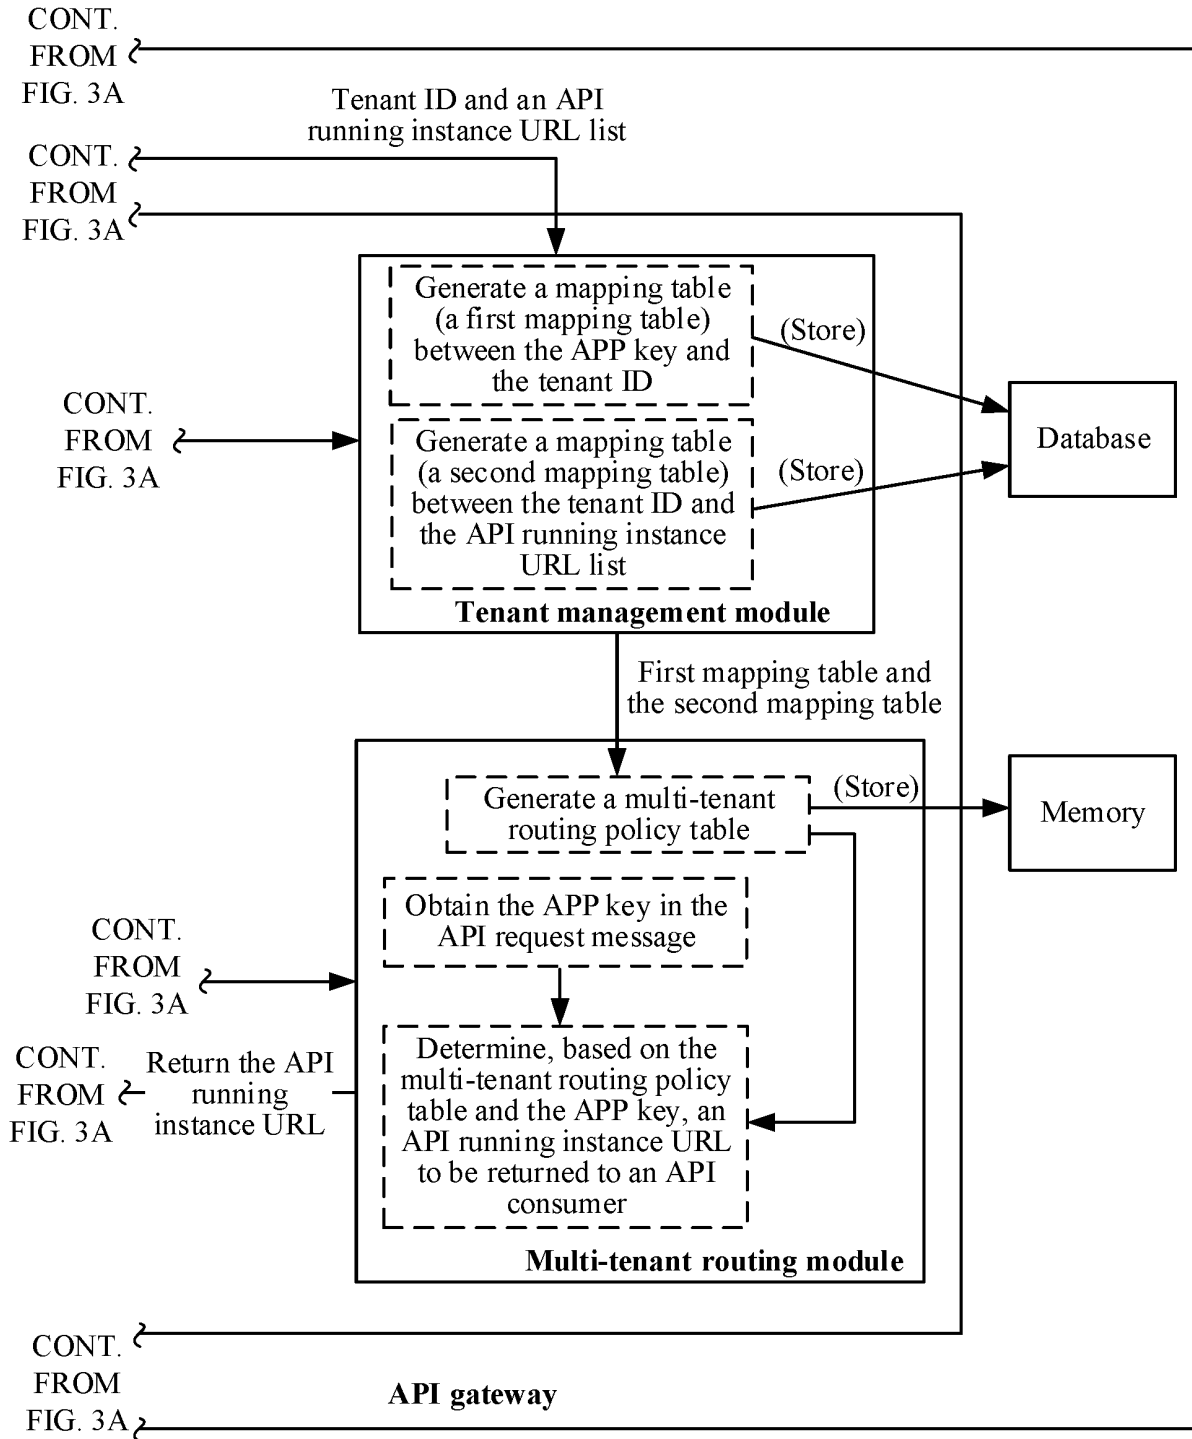 CONT.
FROM
FIG. 3A
Tenant ID and an API
running instance URL list
CONT.
FROM
FIG. 3A
Generate a mapping table
(a first mapping table)
between the APP key and
the tenant ID
(Store)
CONT.
FROM
FIG. 3A
Generate a mapping table
(a second mapping table)
between the tenant ID and
the API running instance
URL list
(Store)
Database
Tenant management module
First mapping table and
the second mapping table
Generate a multi-tenant
routing policy table
(Store)
Memory
Obtain the APP key in the
API request message
CONT.
FROM
FIG. 3A
CONT.
FROM
FIG. 3A
Return the API
running
instance URL
Determine, based on the
multi-tenant routing policy
table and the APP key, an
API running instance URL
to be returned to an API
consumer
Multi-tenant routing module
CONT.
FROM
FIG. 3A
API gateway